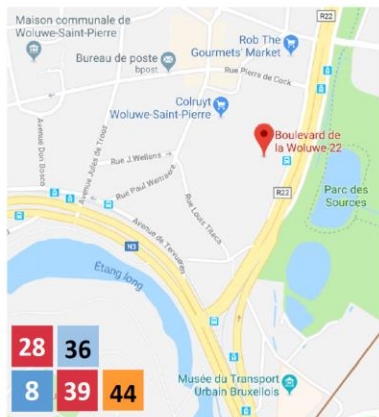 Maison communale de
Woluwe-Saint-Pierre
R22
Rob The
Gourmets' Market
Bureau de poste
bpost
Rue Pierre de Cock
Colruyt
Woluwe-Saint-Pierre
Avenue Don Bosco
Avenue Jules de Trooz
Boulevard de
la Woluwe 22
Rue J.Wellens
Rue Paul Wemaere
R22
Parc des
Sources
Rue Louis Titeca
Avenue de Tervueren
N3
Étang long
28
36
8
39
44
Musée du Transport
Urbain Bruxellois